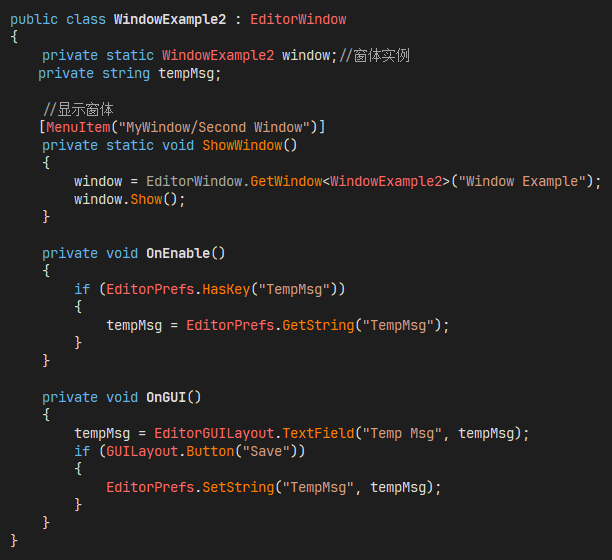 public class WindowExample2 : EditorWindow
{
    private static WindowExample2 window;//窗体实例
    private string tempMsg;

    //显示窗体
    [MenuItem("MyWindow/Second Window")]
    private static void ShowWindow()
    {
        window = EditorWindow.GetWindow<WindowExample2>("Window Example");
        window.Show();
    }

    private void OnEnable()
    {
        if (EditorPrefs.HasKey("TempMsg"))
        {
            tempMsg = EditorPrefs.GetString("TempMsg");
        }
    }

    private void OnGUI()
    {
        tempMsg = EditorGUILayout.TextField("Temp Msg", tempMsg);
        if (GUILayout.Button("Save"))
        {
            EditorPrefs.SetString("TempMsg", tempMsg);
        }
    }
}